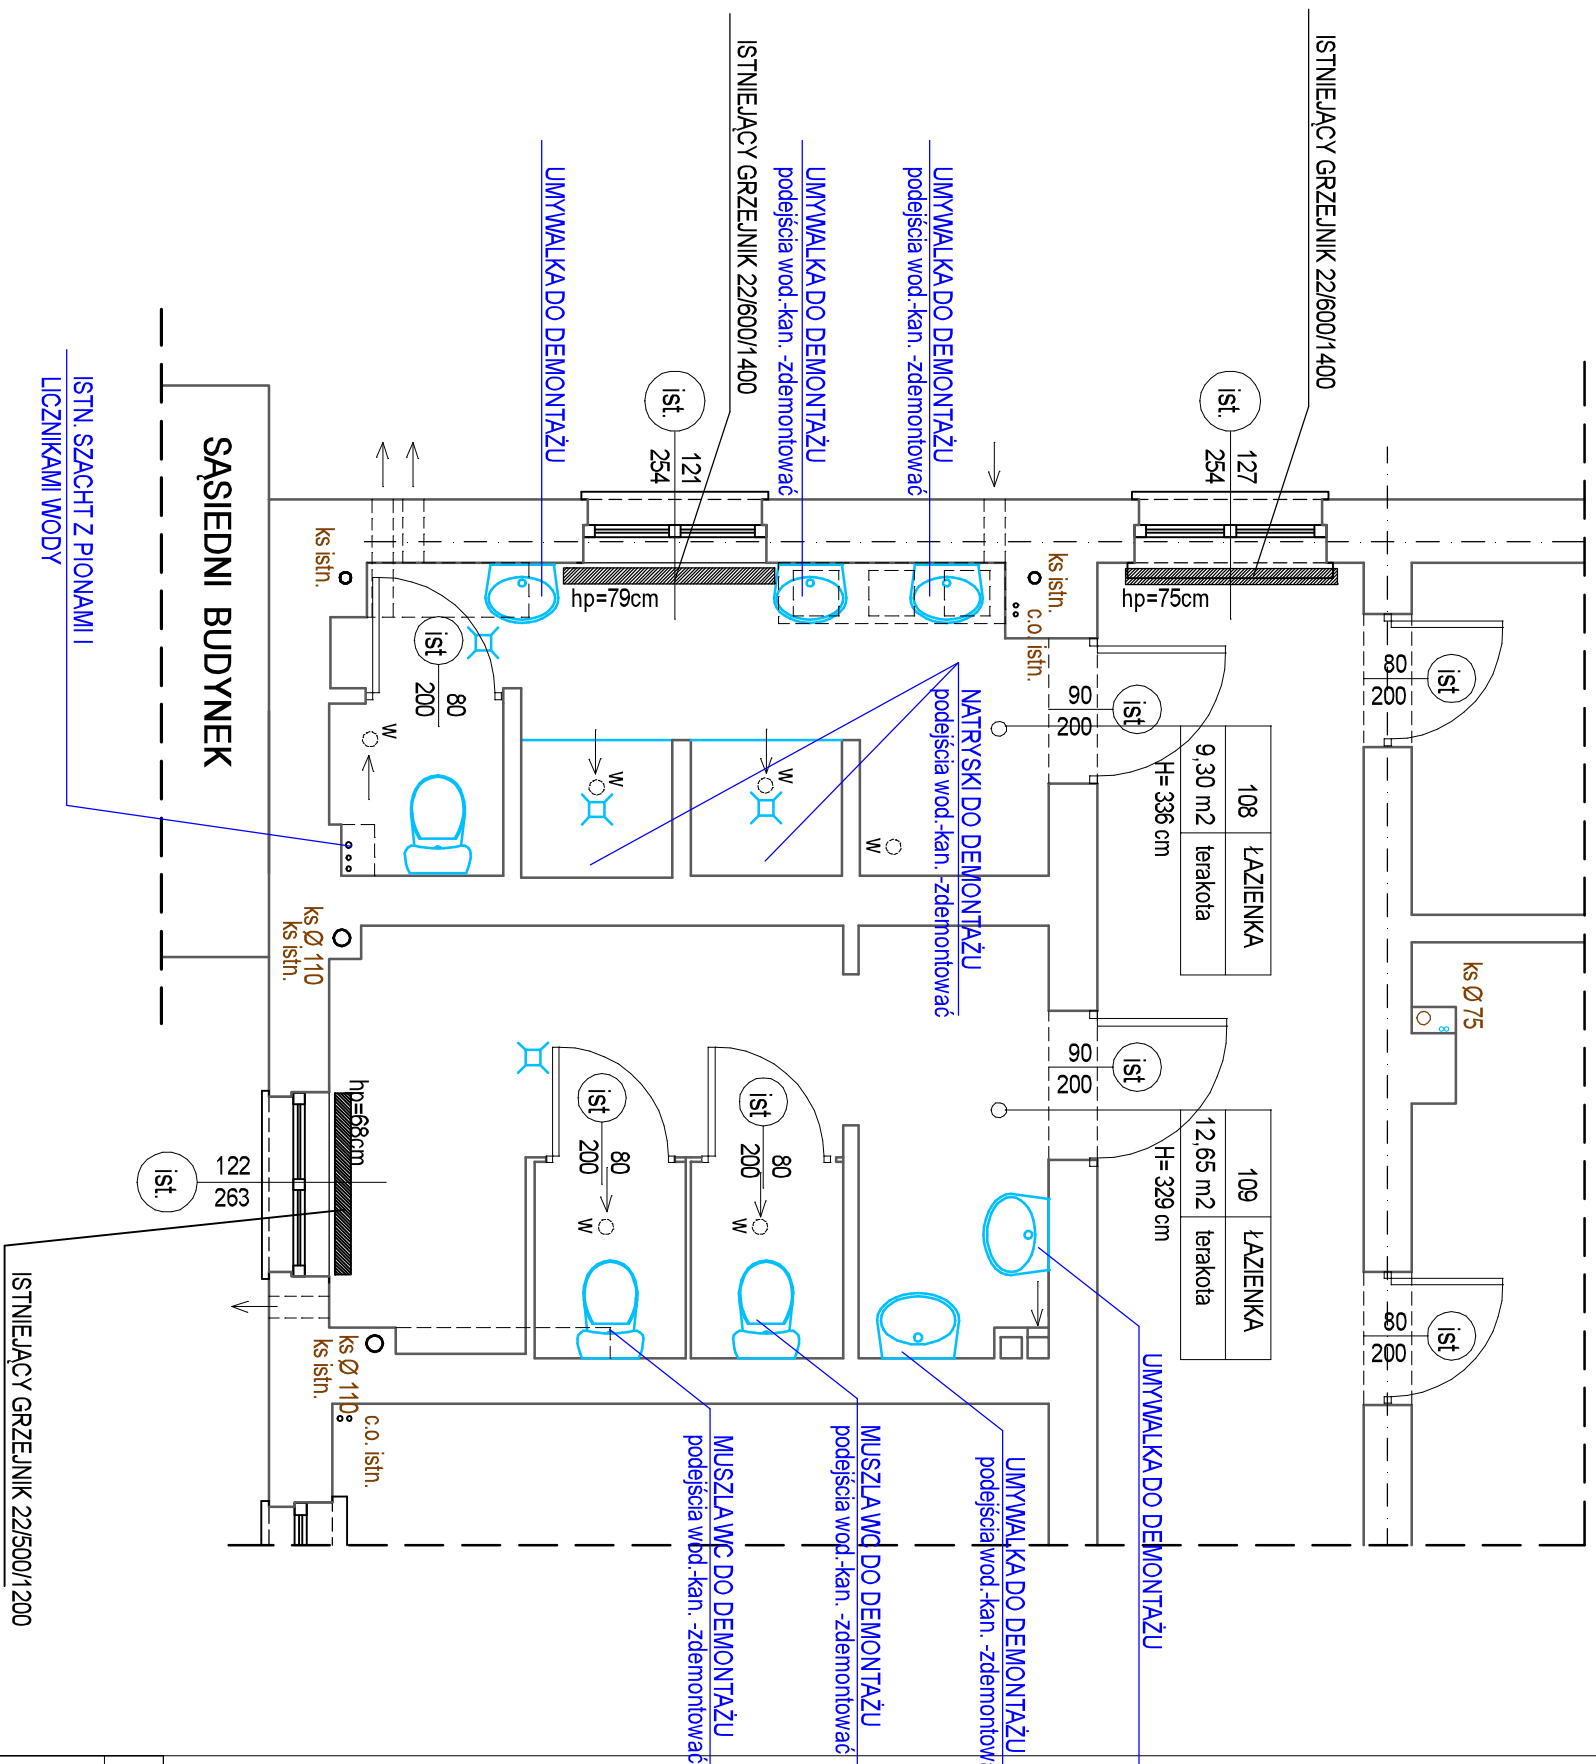 ISTNIEJĄCY GRZEJNIK 22/600/1400
ist.
127
254
hp=75cm
80
200
ist
UMYWALKA DO DEMONTAŻU
podejścia wod.-kan. -zdemontować
UMYWALKA DO DEMONTAŻU
podejścia wod.-kan. -zdemontować
ISTNIEJĄCY GRZEJNIK 22/600/1400
ist.
121
254
hp=79cm
UMYWALKA DO DEMONTAŻU
ks istn.
c.o. istn.
ks istn.
90
200
ist
108 ŁAZIENKA
9,30 m2 terakota
H= 336 cm
NATRYSKI DO DEMONTAŻU
podejścia wod.-kan. -zdemontować
ist
80
200
w
w
w
w
SĄSIEDNI BUDYNEK
ISTN. SZACHT Z PIONAMI I
LICZNIKAMI WODY
ks Ø 110
ks istn.
ks Ø 75
90
200
ist
109 ŁAZIENKA
12,65 m2 terakota
H= 329 cm
ist
80
200
w
ist
80
200
w
hp=68cm
ist.
122
263
80
200
ist
ks Ø 110
ks istn.
c.o. istn.
ISTNIEJĄCY GRZEJNIK 22/500/1200
UMYWALKA DO DEMONTAŻU
UMYWALKA DO DEMONTAŻU
podejścia wod.-kan. -zdemontow
MUSZLA WC DO DEMONTAŻU
podejścia wod.-kan. -zdemontować
MUSZLA WC DO DEMONTAŻU
podejścia wod.-kan. -zdemontować